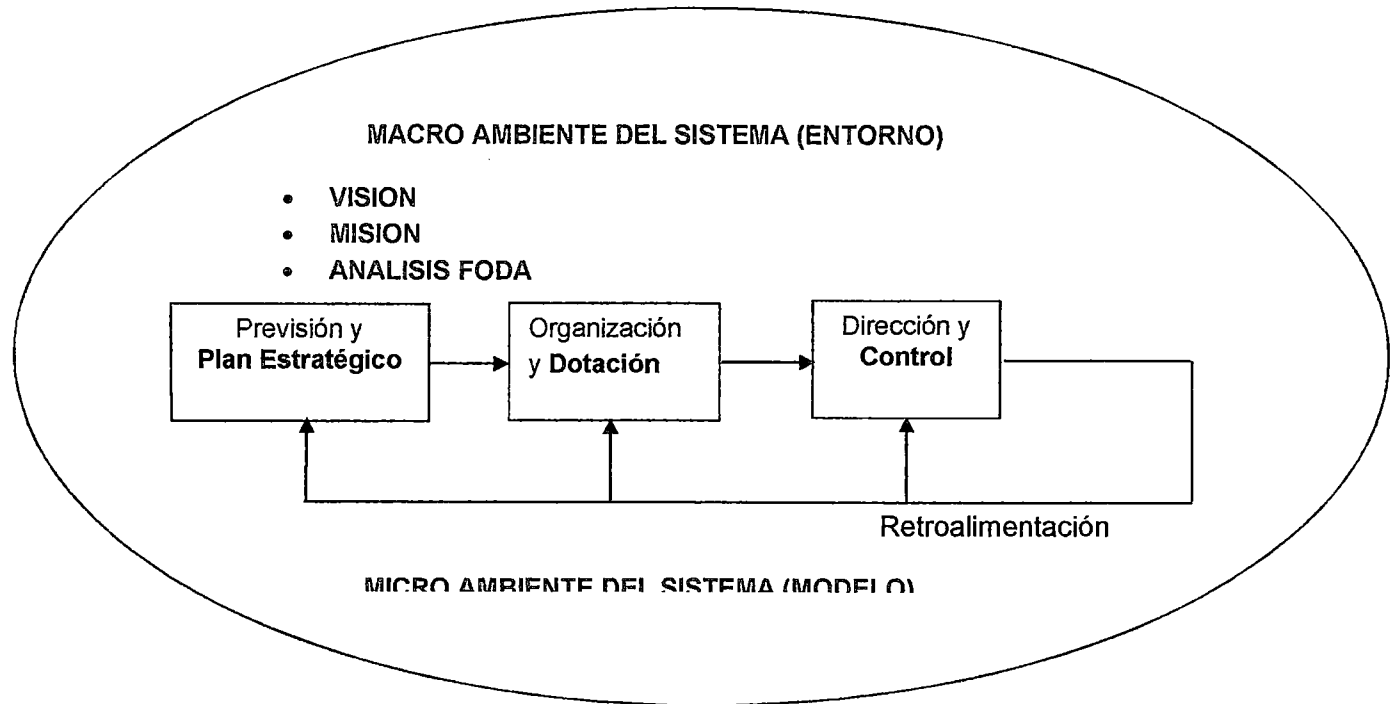 MACRO AMBIENTE DEL SISTEMA (ENTORNO)
• VISION
• MISION
• ANALISIS FODA
Previsión y
Plan Estratégico
Organización
y Dotación
Dirección y
Control
Retroalimentación
MICRO AMBIENTE DEL SISTEMA (MODELO)